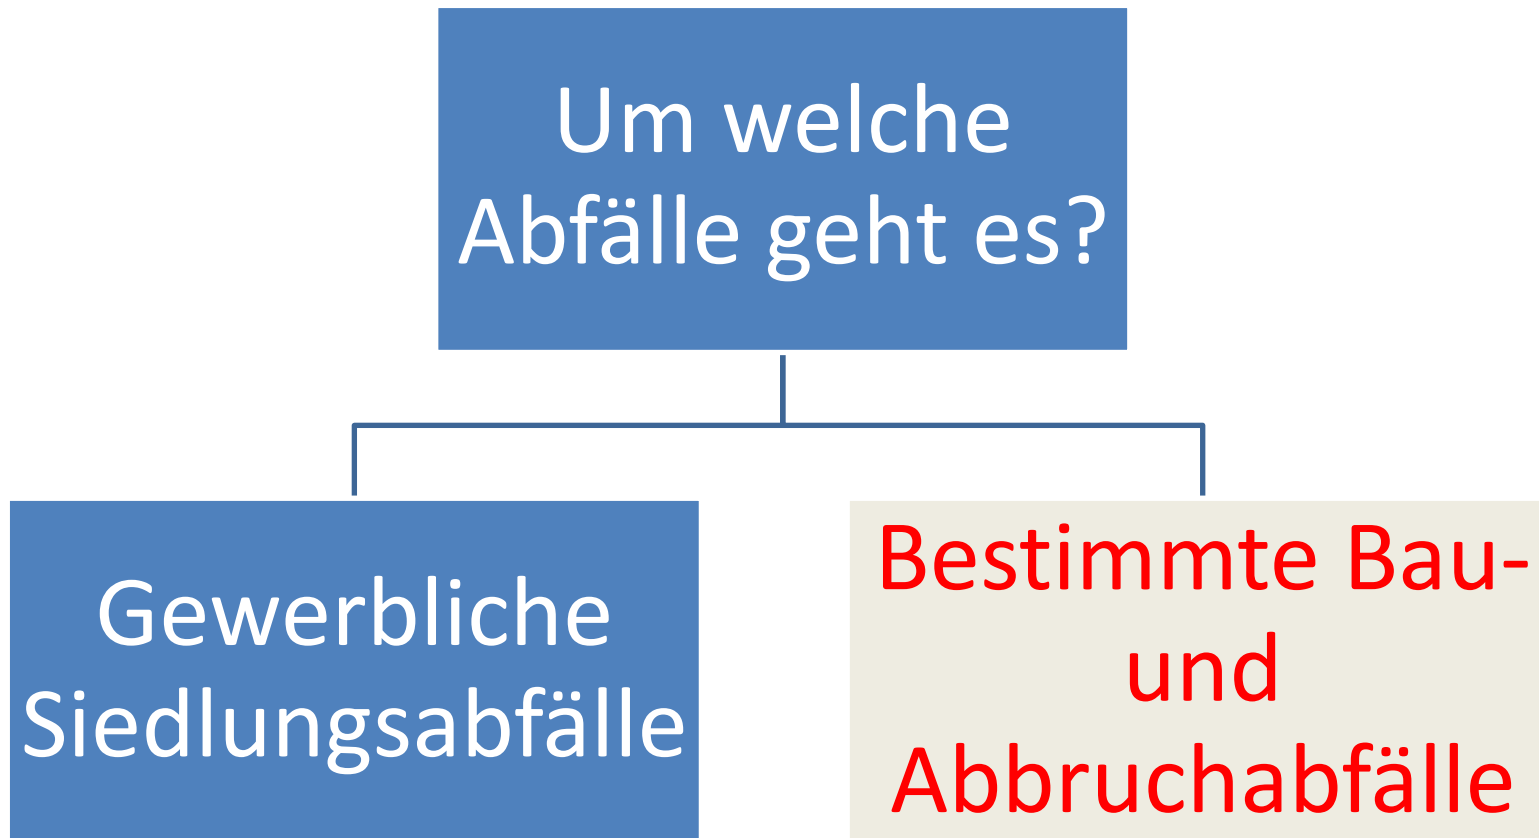 Um welche
Abfälle geht es?
Gewerbliche
Siedlungsabfälle
Bestimmte Bau-
und
Abbruchabfälle